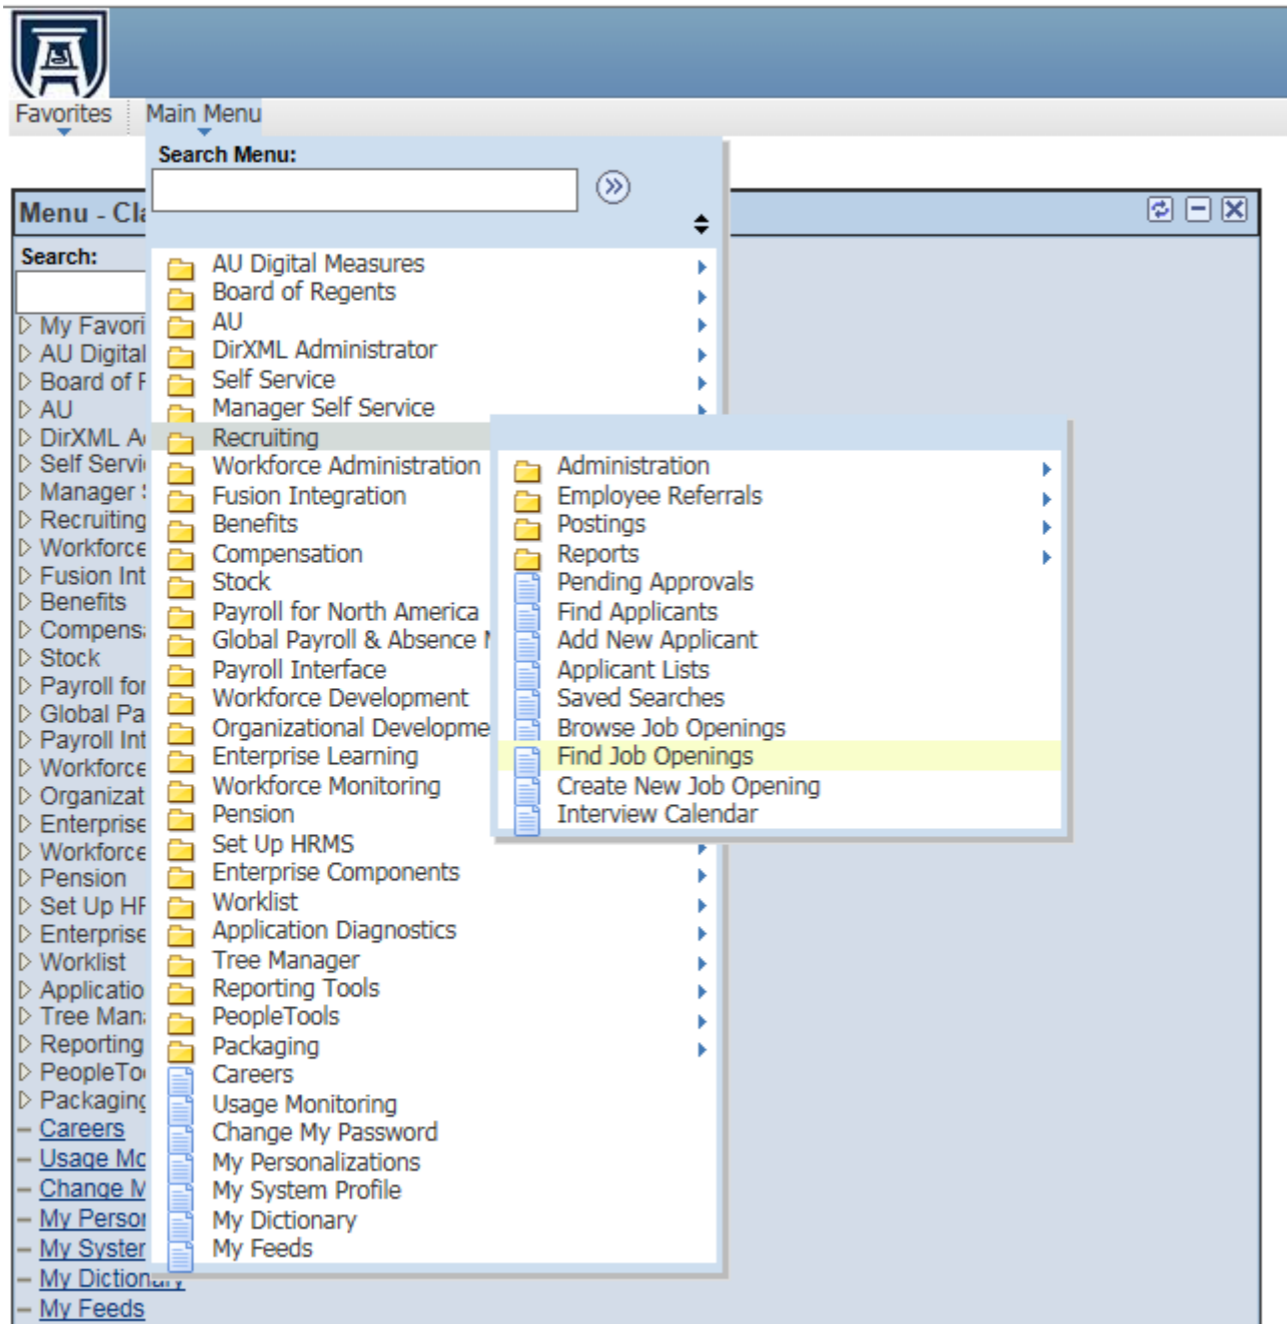 Favorites
Main Menu
Search Menu:
Menu - Cla
Search:
My Favori
AU Digital
Board of
AU
DirXML A
Self Servi
Manager
Recruiting
Workforce
Fusion Int
Benefits
Compens
Stock
Payroll for
Global Pa
Payroll Int
Workforce
Organizat
Enterprise
Workforce
Pension
Set Up HR
Enterprise
Worklist
Applicatio
Tree Man
Reporting
PeopleToo
Packaging
Careers
Usage Mo
Change M
My Person
My System
My Dictionary
My Feeds
AU Digital Measures
Board of Regents
AU
DirXML Administrator
Self Service
Manager Self Service
Recruiting
Workforce Administration
Fusion Integration
Benefits
Compensation
Stock
Payroll for North America
Global Payroll & Absence M
Payroll Interface
Workforce Development
Organizational Developme
Enterprise Learning
Workforce Monitoring
Pension
Set Up HRMS
Enterprise Components
Worklist
Application Diagnostics
Tree Manager
Reporting Tools
PeopleTools
Packaging
Careers
Usage Monitoring
Change My Password
My Personalizations
My System Profile
My Dictionary
My Feeds
Administration
Employee Referrals
Postings
Reports
Pending Approvals
Find Applicants
Add New Applicant
Applicant Lists
Saved Searches
Browse Job Openings
Find Job Openings
Create New Job Opening
Interview Calendar